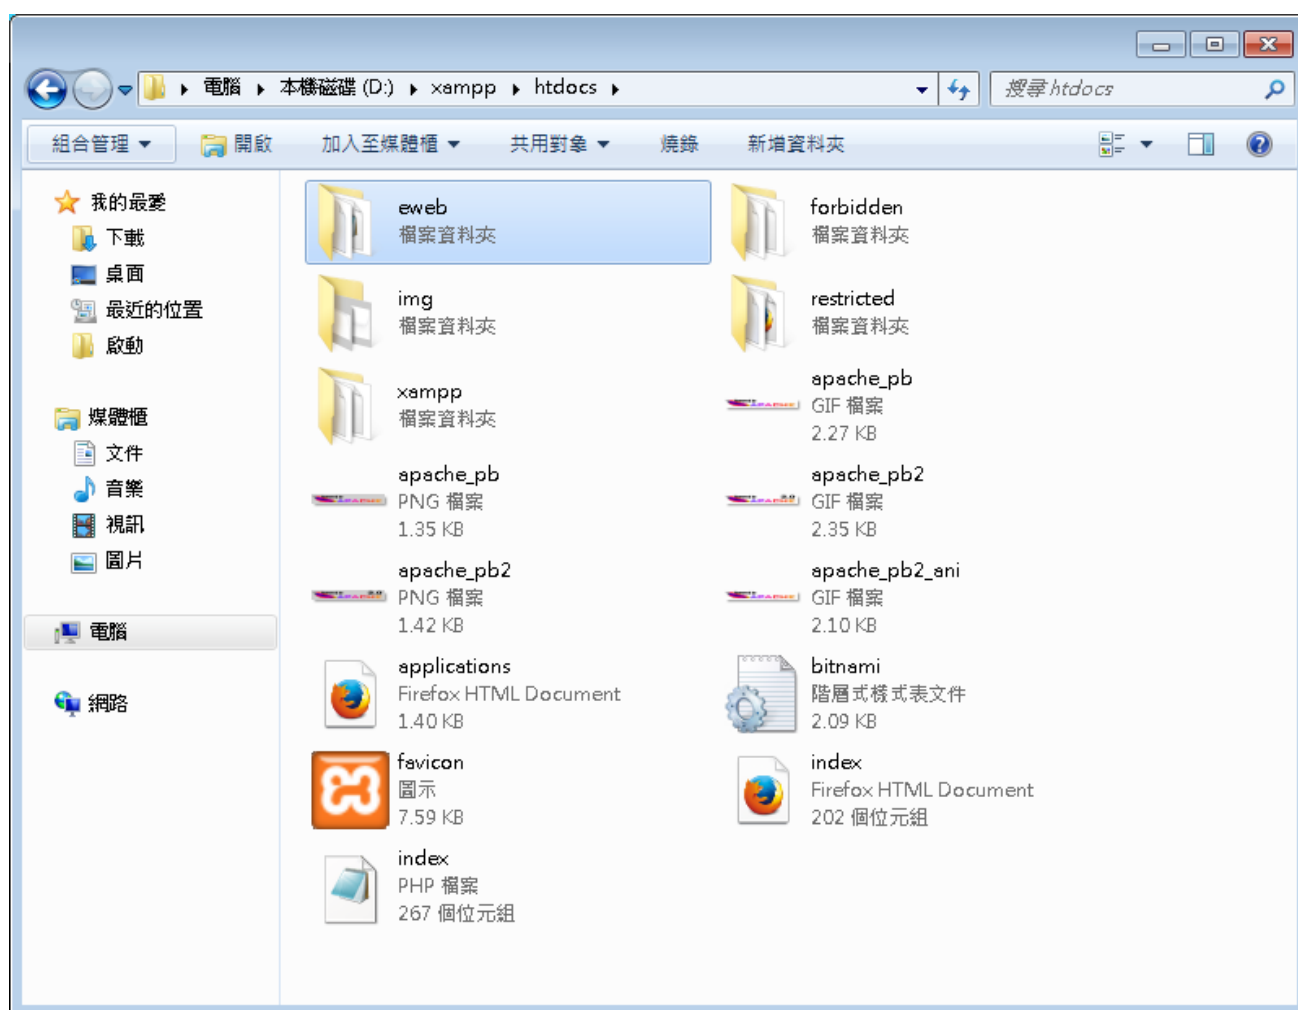 電腦 本機磁碟 (D:) xampp htdocs
搜尋 htdocs
組合管理 開啟 加入至媒體櫃 共用對象 燒錄 新增資料夾
我的最愛
下載
桌面
最近的位置
啟動
媒體櫃
文件
音樂
視訊
圖片
電腦
網路
eweb
檔案資料夾
forbidden
檔案資料夾
img
檔案資料夾
restricted
檔案資料夾
xampp
檔案資料夾
apache_pb
GIF 檔案
2.27 KB
apache_pb
PNG 檔案
1.35 KB
apache_pb2
GIF 檔案
2.35 KB
apache_pb2
PNG 檔案
1.42 KB
apache_pb2_ani
GIF 檔案
2.10 KB
applications
Firefox HTML Document
1.40 KB
bitnami
階層式樣式表文件
2.09 KB
favicon
圖示
7.59 KB
index
Firefox HTML Document
202 個位元組
index
PHP 檔案
267 個位元組